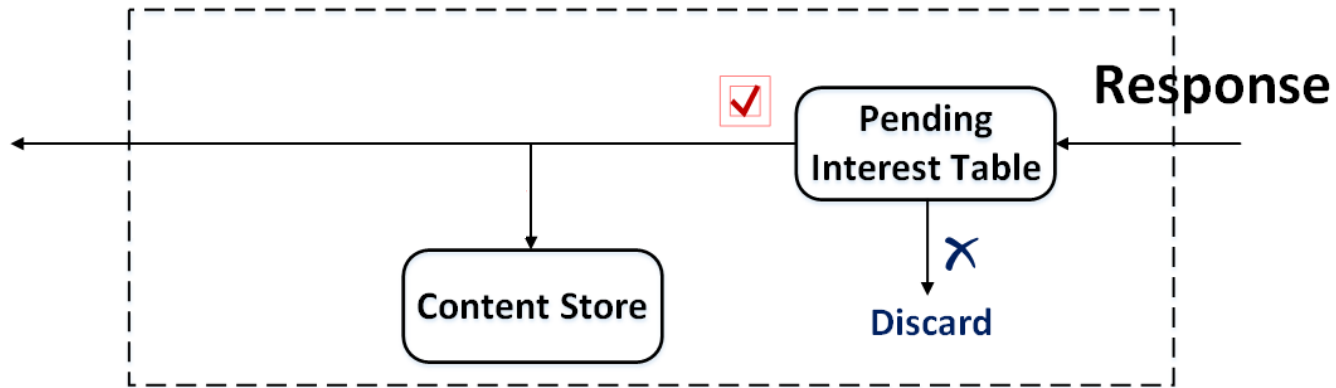 Response
Pending
Interest Table
Content Store
Discard